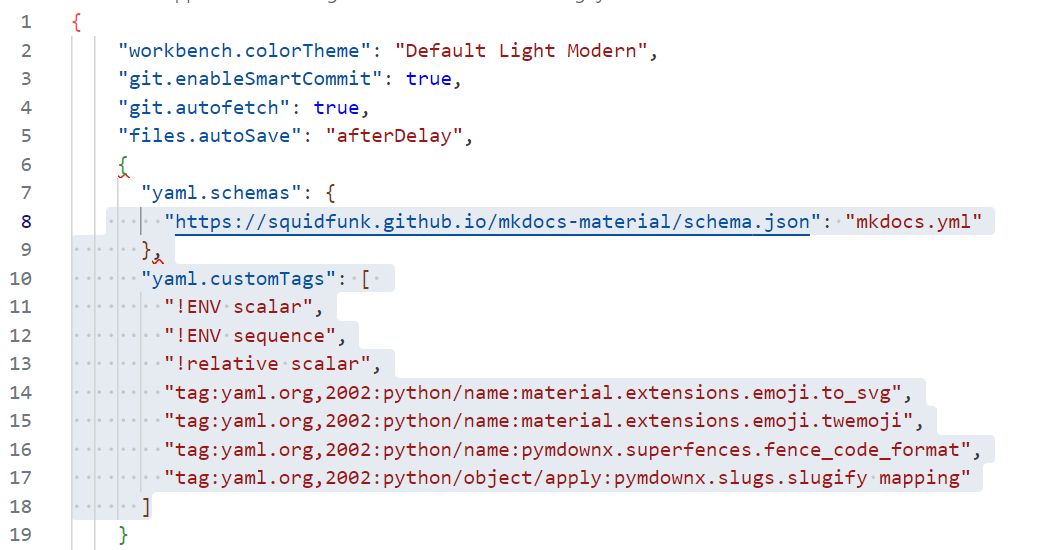 1 {
2 "workbench.colorTheme": "Default Light Modern",
3 "git.enableSmartCommit": true,
4 "git.autofetch": true,
5 "files.autoSave": "afterDelay",
6 {
7 "yaml.schemas": {
8 "https://squidfunk.github.io/mkdocs-material/schema.json": "mkdocs.yml"
9 },
10 "yaml.customTags": [
11 "!ENV scalar",
12 "!ENV sequence",
13 "!relative scalar",
14 "tag:yaml.org,2002:python/name:material.extensions.emoji.to_svg",
15 "tag:yaml.org,2002:python/name:material.extensions.emoji.twemoji",
16 "tag:yaml.org,2002:python/name:pymdownx.superfences.fence_code_format",
17 "tag:yaml.org,2002:python/object/apply:pymdownx.slugs.slugify mapping"
18 ]
19 }